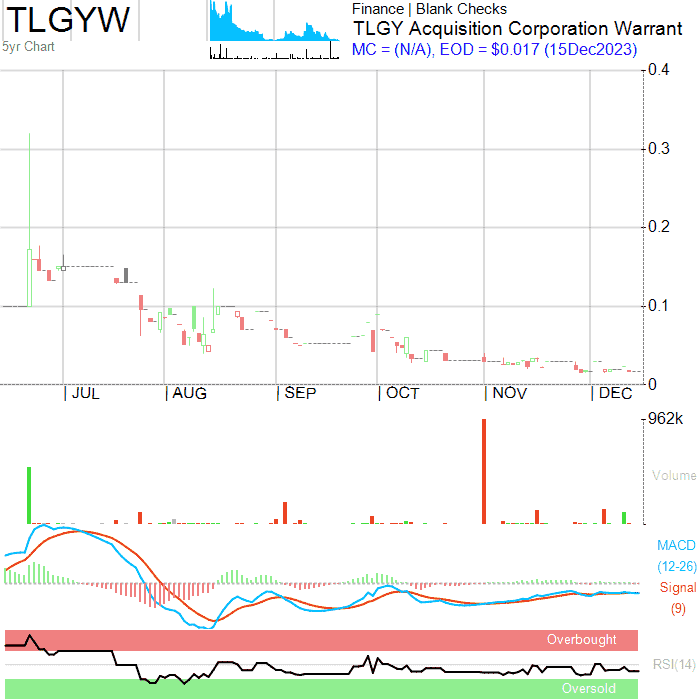 TLGYW
5yr Chart
Finance | Blank Checks
TLGY Acquisition Corporation Warrant
MC = (N/A), EOD = $0.017 (15Dec2023)
0.4
0.3
0.2
0.1
0
| JUL | AUG | SEP | OCT | NOV | DEC
962k
Volume
MACD
(12-26)
Signal
(9)
Overbought
RSI(14)
Oversold